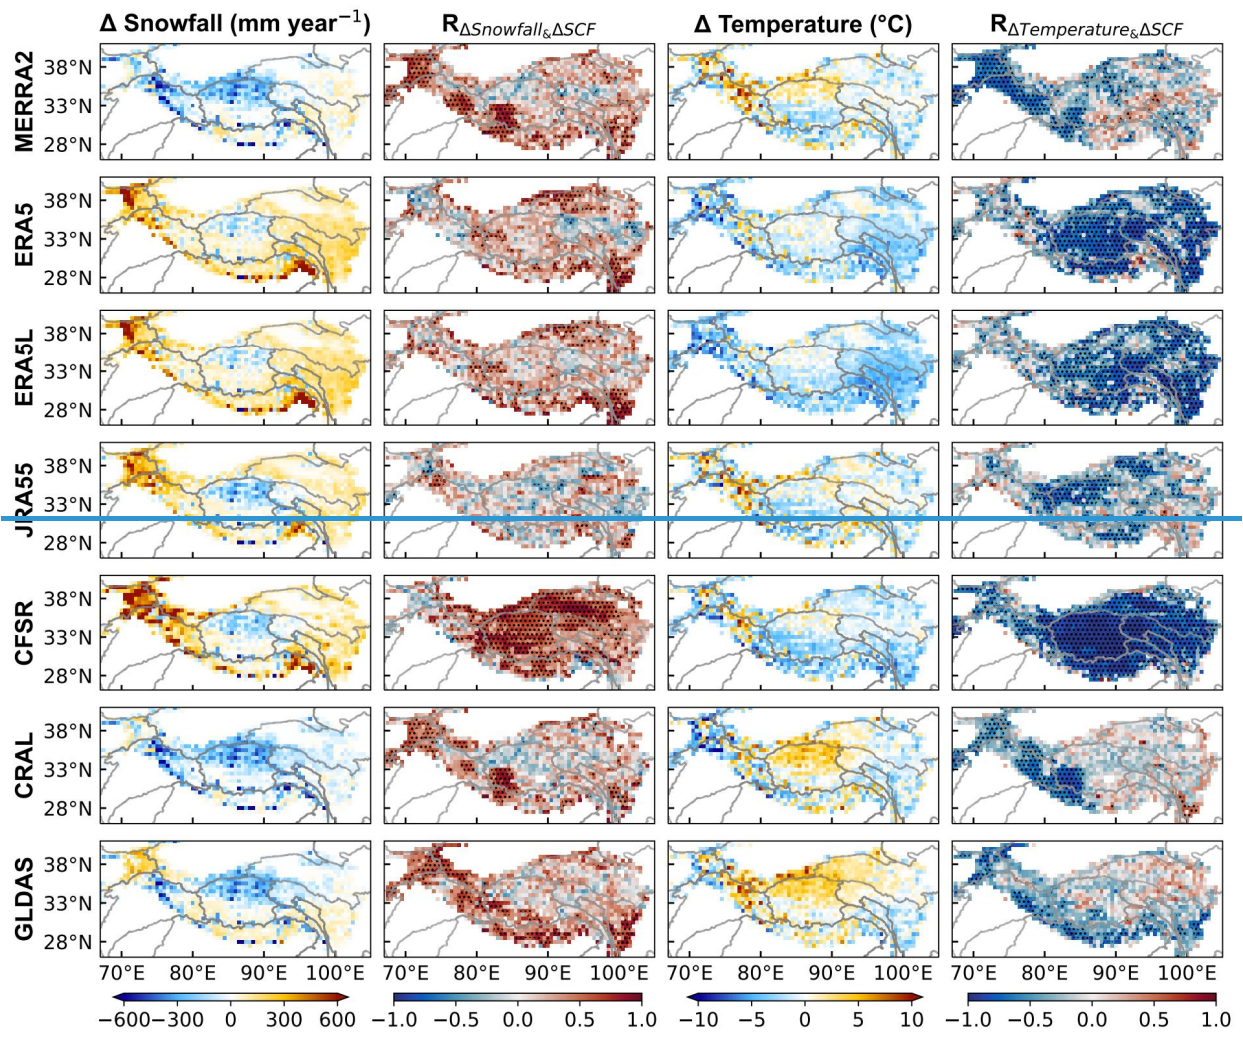 Δ Snowfall (mm year⁻¹) R ΔSnowfall&ΔSCF Δ Temperature (°C) R ΔTemperature&ΔSCF
MERRA2
38°N
33°N
28°N
ERA5
38°N
33°N
28°N
ERA5L
38°N
33°N
28°N
JRA55
38°N
33°N
28°N
CFSR
38°N
33°N
28°N
CRAL
38°N
33°N
28°N
GLDAS
38°N
33°N
28°N
70°E 80°E 90°E 100°E 70°E 80°E 90°E 100°E 70°E 80°E 90°E 100°E 70°E 80°E 90°E 100°E
−600 −300 0 300 600 −1.0 −0.5 0.0 0.5 1.0 −10 −5 0 5 10 −1.0 −0.5 0.0 0.5 1.0